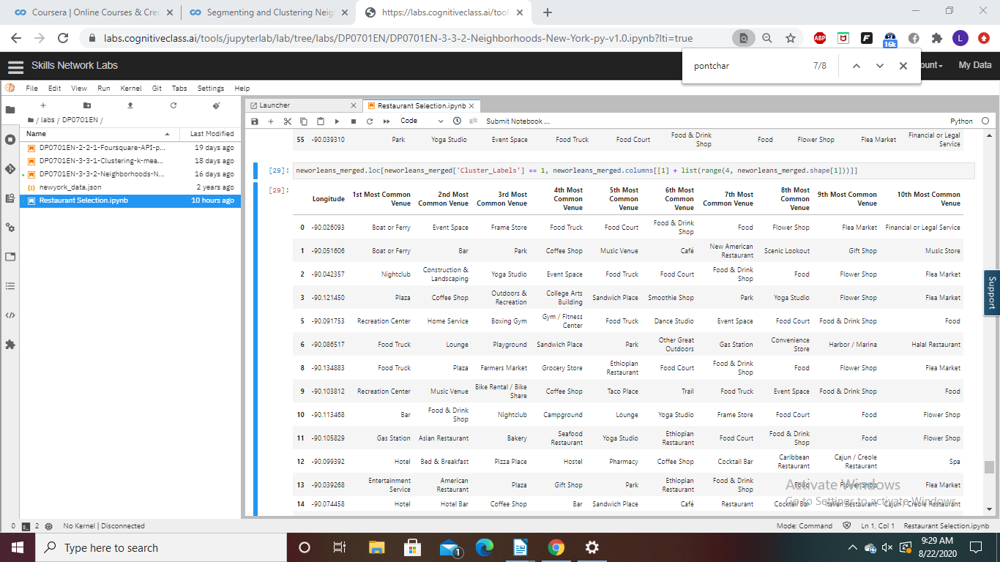 Coursera | Online Courses & Cred
Segmenting and Clustering Neig
https://labs.cognitiveclass.ai/tool
labs.cognitiveclass.ai/tools/jupyterlab/lab/tree/labs/DP0701EN/DP0701EN-3-3-2-Neighborhoods-New-York-py-v1.0.ipynb?lti=true
ABP
16k
L
pontchar 7/8
Skills Network Labs
ount
My Data
File Edit View Run Kernel Git Tabs Settings Help
/ labs / DP0701EN /
Name Last Modified
DP0701EN-2-2-1-Foursquare-API-p... 19 days ago
DP0701EN-3-3-1-Clustering-k-mea... 18 days ago
DP0701EN-3-3-2-Neighborhoods-N... 16 days ago
newyork_data.json 2 years ago
Restaurant Selection.ipynb 10 hours ago
Launcher
Restaurant Selection.ipynb
Code
git
Submit Notebook ...
Python
55 -90.039310 Park Yoga Studio Event Space Food Truck Food Court Food & Drink Shop Food Flower Shop Flea Market Financial or Legal Service
[29]: neworleans_merged.loc[neworleans_merged['Cluster_Labels'] == 1, neworleans_merged.columns[[1] + list(range(4, neworleans_merged.shape[1]))]]
[29]:
Longitude 1st Most Common Venue 2nd Most Common Venue 3rd Most Common Venue 4th Most Common Venue 5th Most Common Venue 6th Most Common Venue 7th Most Common Venue 8th Most Common Venue 9th Most Common Venue 10th Most Common Venue
0 -90.026093 Boat or Ferry Event Space Frame Store Food Truck Food Court Food & Drink Shop Food Flower Shop Flea Market Financial or Legal Service
1 -90.051606 Boat or Ferry Bar Park Coffee Shop Music Venue Café New American Restaurant Scenic Lookout Gift Shop Music Store
2 -90.042357 Nightclub Construction & Landscaping Yoga Studio Event Space Food Truck Food Court Food & Drink Shop Food Flower Shop Flea Market
3 -90.121450 Plaza Coffee Shop Outdoors & Recreation College Arts Building Sandwich Place Smoothie Shop Park Yoga Studio Flower Shop Flea Market
5 -90.091753 Recreation Center Home Service Boxing Gym Gym / Fitness Center Food Truck Dance Studio Event Space Food Court Food & Drink Shop Food
6 -90.086517 Food Truck Lounge Playground Sandwich Place Park Other Great Outdoors Gas Station Convenience Store Harbor / Marina Halal Restaurant
8 -90.134883 Food Truck Plaza Farmers Market Grocery Store Ethiopian Restaurant Food Court Food & Drink Shop Food Flower Shop Flea Market
9 -90.103812 Recreation Center Music Venue Bike Rental / Bike Share Coffee Shop Taco Place Trail Food Truck Event Space Food & Drink Shop Food
10 -90.113468 Bar Food & Drink Shop Nightclub Campground Lounge Yoga Studio Frame Store Food Court Food Flower Shop
11 -90.105829 Gas Station Asian Restaurant Bakery Seafood Restaurant Yoga Studio Ethiopian Restaurant Food Court Food & Drink Shop Food Flower Shop
12 -90.099392 Hotel Bed & Breakfast Pizza Place Hostel Pharmacy Coffee Shop Cocktail Bar Caribbean Restaurant Cajun / Creole Restaurant Spa
13 -90.039268 Entertainment Service American Restaurant Plaza Gift Shop Park Ethiopian Restaurant Food & Drink Shop Food Flower Shop Flea Market
14 -90.074458 Hotel Hotel Bar Coffee Shop Bar Sandwich Place Café Restaurant Cocktail Bar Italian Restaurant Cajun / Creole Restaurant
Support
Activate Windows
Go to Settings to activate Windows.
0 2 No Kernel | Disconnected
Mode: Command
Ln 1, Col 1
Restaurant Selection.ipynb
Type here to search
1
9:29 AM
8/22/2020